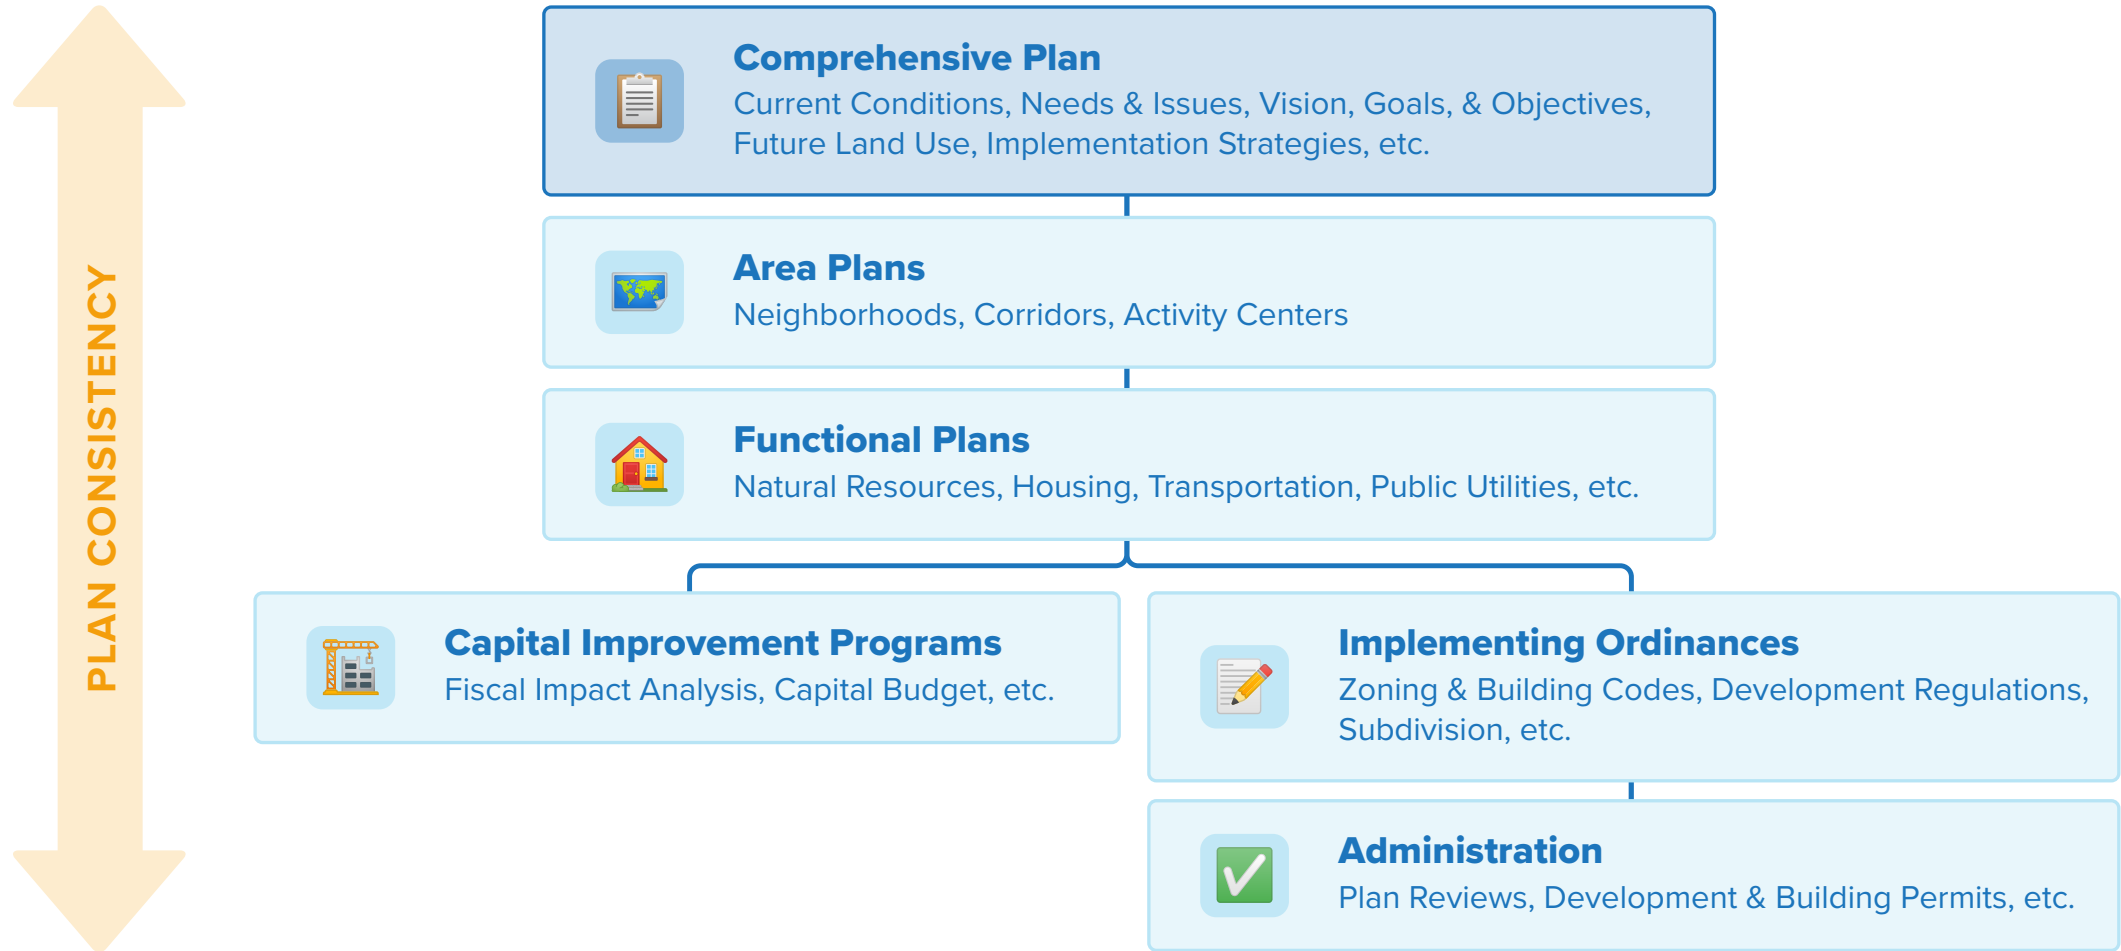 PLAN CONSISTENCY
Comprehensive Plan
Current Conditions, Needs & Issues, Vision, Goals, & Objectives,
Future Land Use, Implementation Strategies, etc.
Area Plans
Neighborhoods, Corridors, Activity Centers
Functional Plans
Natural Resources, Housing, Transportation, Public Utilities, etc.
Capital Improvement Programs
Fiscal Impact Analysis, Capital Budget, etc.
Implementing Ordinances
Zoning & Building Codes, Development Regulations,
Subdivision, etc.
Administration
Plan Reviews, Development & Building Permits, etc.